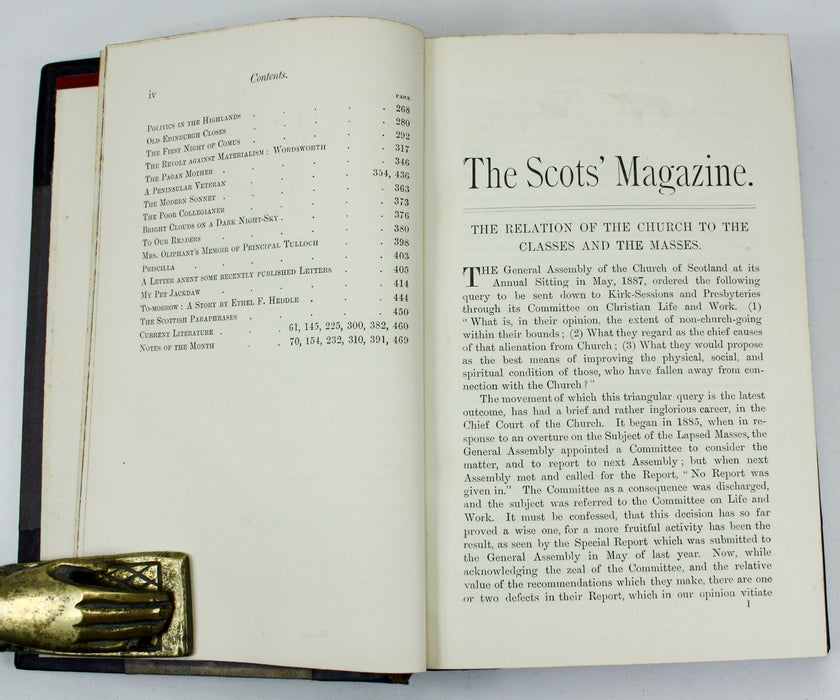 iv
Contents.
PAGE
Politics in the Highlands . . . . . 268
Old Edinburgh Closes . . . . . 280
The First Night of Comus . . . . . 292
The Revolt against Materialism: Wordsworth . . . 317
The Pagan Mother . . . . . 346
A Peninsular Veteran . . . . 354, 436
The Modern Sonnet . . . . . 363
The Poor Collegianer . . . . . 373
Bright Clouds on a Dark Night-Sky . . . . 376
To Our Readers . . . . . 380
Mrs. Oliphant's Memoir of Principal Tulloch . . . 398
Priscilla . . . . . . 403
A Letter anent some recently published Letters . . 405
My Pet Jackdaw . . . . . 414
To-morrow: A Story by Ethel F. Heddle . . . . 444
The Scottish Paraphrases . . . . . 450
Current Literature . . . 61, 145, 225, 300, 382, 460
Notes of the Month . . 70, 154, 232, 310, 391, 469
The Scots' Magazine.
THE RELATION OF THE CHURCH TO THE
CLASSES AND THE MASSES.
THE General Assembly of the Church of Scotland at its
Annual Sitting in May, 1887, ordered the following
query to be sent down to Kirk-Sessions and Presbyteries
through its Committee on Christian Life and Work. (1)
"What is, in their opinion, the extent of non-church-going
within their bounds; (2) What they regard as the chief causes
of that alienation from Church; (3) What they would propose
as the best means of improving the physical, social, and
spiritual condition of those, who have fallen away from con-
nection with the Church?"
The movement of which this triangular query is the latest
outcome, has had a brief and rather inglorious career, in the
Chief Court of the Church. It began in 1885, when in re-
sponse to an overture on the Subject of the Lapsed Masses, the
General Assembly appointed a Committee to consider the
matter, and to report to next Assembly; but when next
Assembly met and called for the Report, "No Report was
given in." The Committee as a consequence was discharged,
and the subject was referred to the Committee on Life and
Work. It must be confessed, that this decision has so far
proved a wise one, for a more fruitful activity has been the
result, as seen by the Special Report which was submitted to
the General Assembly in May of last year. Now, while
acknowledging the zeal of the Committee, and the relative
value of the recommendations which they make, there are one
or two defects in their Report, which in our opinion vitiate
1